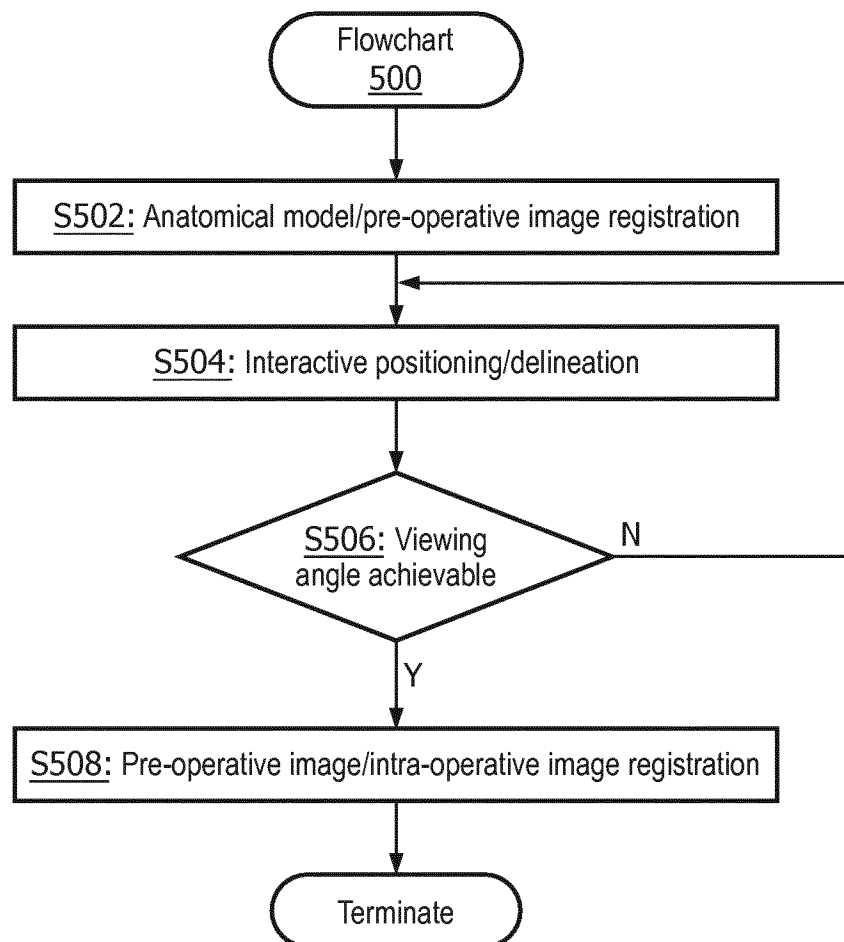 Flowchart
500
S502: Anatomical model/pre-operative image registration
S504: Interactive positioning/delineation
S506: Viewing
angle achievable
N
Y
S508: Pre-operative image/intra-operative image registration
Terminate